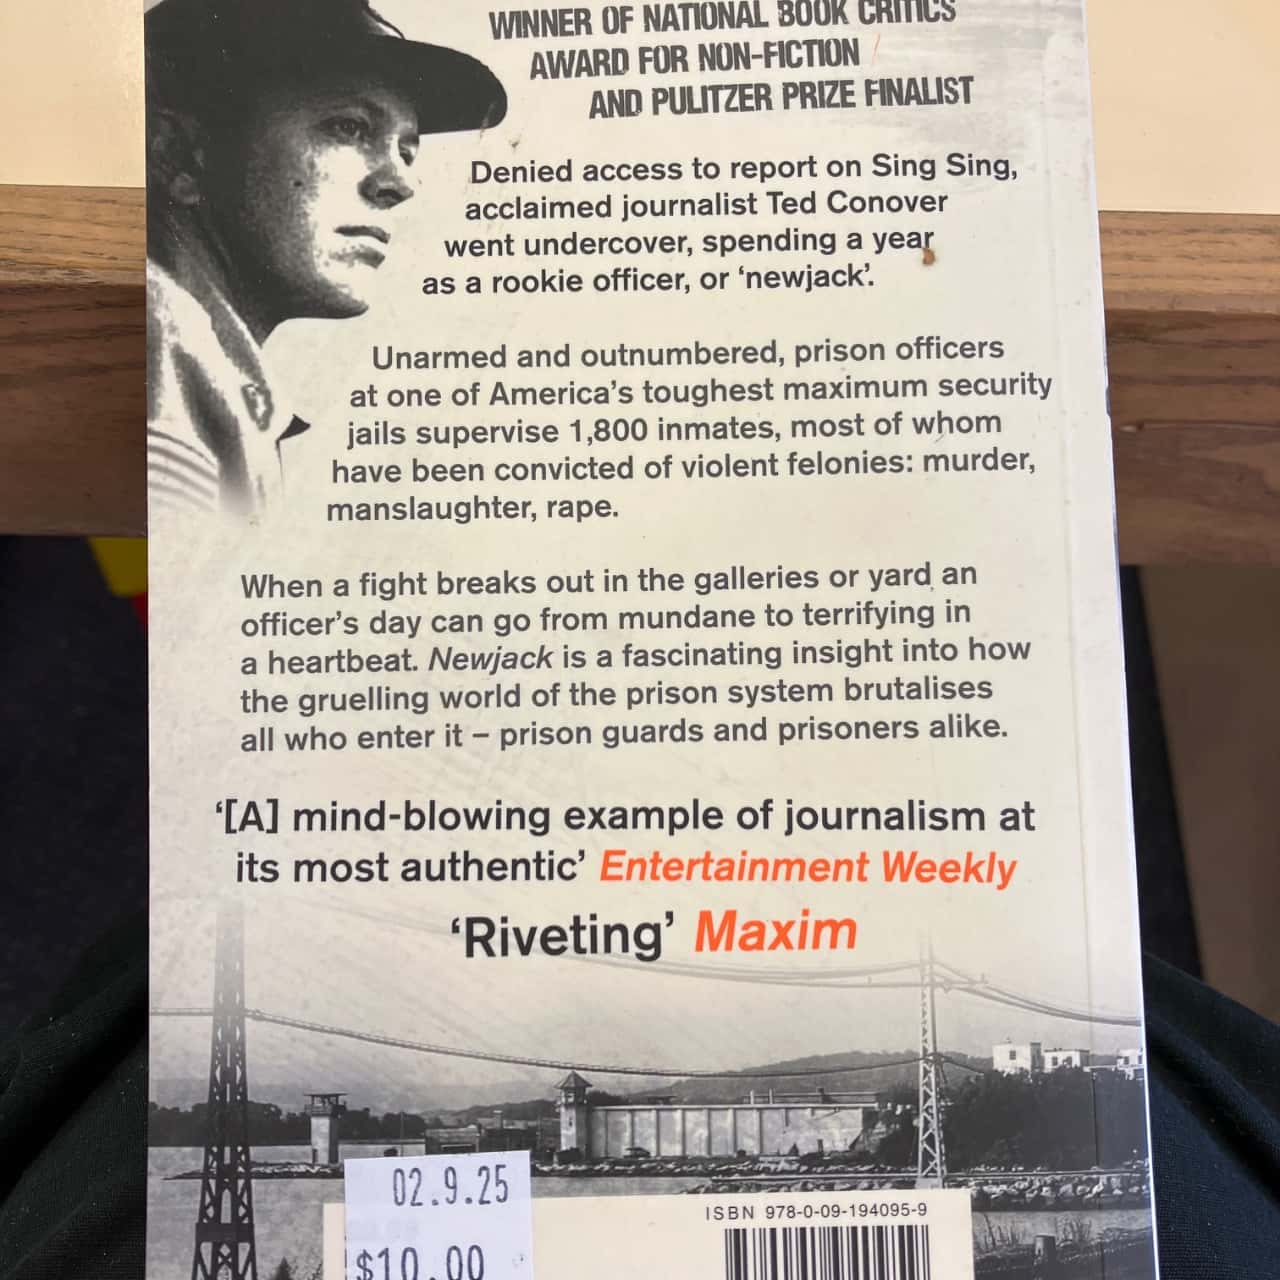 WINNER OF NATIONAL BOOK CRITICS
AWARD FOR NON-FICTION
AND PULITZER PRIZE FINALIST
Denied access to report on Sing Sing,
acclaimed journalist Ted Conover
went undercover, spending a year
as a rookie officer, or ‘newjack’.
Unarmed and outnumbered, prison officers
at one of America’s toughest maximum security
jails supervise 1,800 inmates, most of whom
have been convicted of violent felonies: murder,
manslaughter, rape.
When a fight breaks out in the galleries or yard an
officer’s day can go from mundane to terrifying in
a heartbeat. Newjack is a fascinating insight into how
the gruelling world of the prison system brutalises
all who enter it – prison guards and prisoners alike.
‘[A] mind-blowing example of journalism at
its most authentic’ Entertainment Weekly
‘Riveting’ Maxim
02.9.25
$10.00
ISBN 978-0-09-194095-9